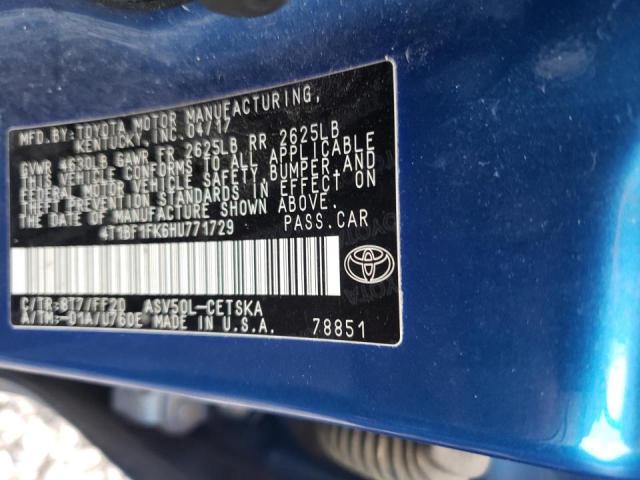 MFD.BY:TOYOTA MOTOR MANUFACTURING,
KENTUCKY, INC. 04/17
GVWR 4630LB GAWR FR 2625LB RR 2625LB
THIS VEHICLE CONFORMS TO ALL APPLICABLE
FEDERAL MOTOR VEHICLE SAFETY,BUMPER,AND
THEFT PREVENTION STANDARDS IN EFFECT ON
THE DATE OF MANUFACTURE SHOWN ABOVE.
4T1BF1FK6HU771729 PASS.CAR
C/TR:8T7/FF20 ASV50L-CETSKA
A/TM:-01A/U760E MADE IN U.S.A. 78851